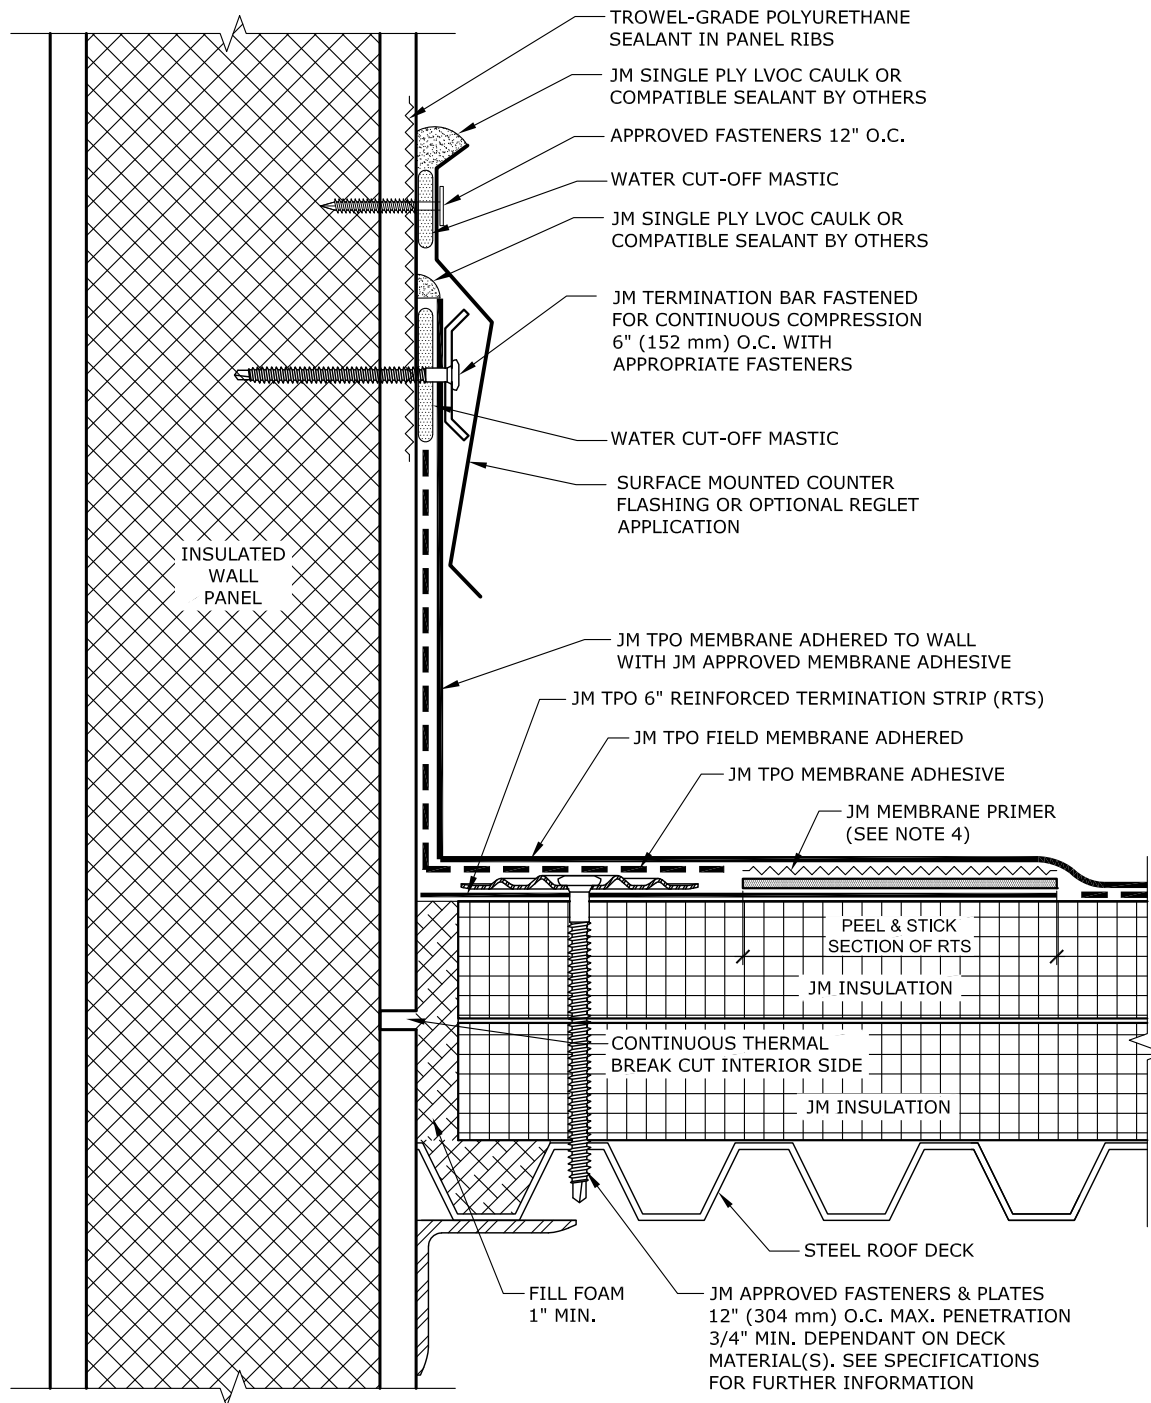 TROWEL-GRADE POLYURETHANE
SEALANT IN PANEL RIBS
JM SINGLE PLY LVOC CAULK OR
COMPATIBLE SEALANT BY OTHERS
APPROVED FASTENERS 12" O.C.
WATER CUT-OFF MASTIC
JM SINGLE PLY LVOC CAULK OR
COMPATIBLE SEALANT BY OTHERS
JM TERMINATION BAR FASTENED
FOR CONTINUOUS COMPRESSION
6" (152 mm) O.C. WITH
APPROPRIATE FASTENERS
WATER CUT-OFF MASTIC
SURFACE MOUNTED COUNTER
FLASHING OR OPTIONAL REGLET
APPLICATION
INSULATED
WALL
PANEL
JM TPO MEMBRANE ADHERED TO WALL
WITH JM APPROVED MEMBRANE ADHESIVE
JM TPO 6" REINFORCED TERMINATION STRIP (RTS)
JM TPO FIELD MEMBRANE ADHERED
JM TPO MEMBRANE ADHESIVE
JM MEMBRANE PRIMER
(SEE NOTE 4)
PEEL & STICK
SECTION OF RTS
JM INSULATION
CONTINUOUS THERMAL
BREAK CUT INTERIOR SIDE
JM INSULATION
STEEL ROOF DECK
FILL FOAM
1" MIN.
JM APPROVED FASTENERS & PLATES
12" (304 mm) O.C. MAX. PENETRATION
3/4" MIN. DEPENDANT ON DECK
MATERIAL(S). SEE SPECIFICATIONS
FOR FURTHER INFORMATION